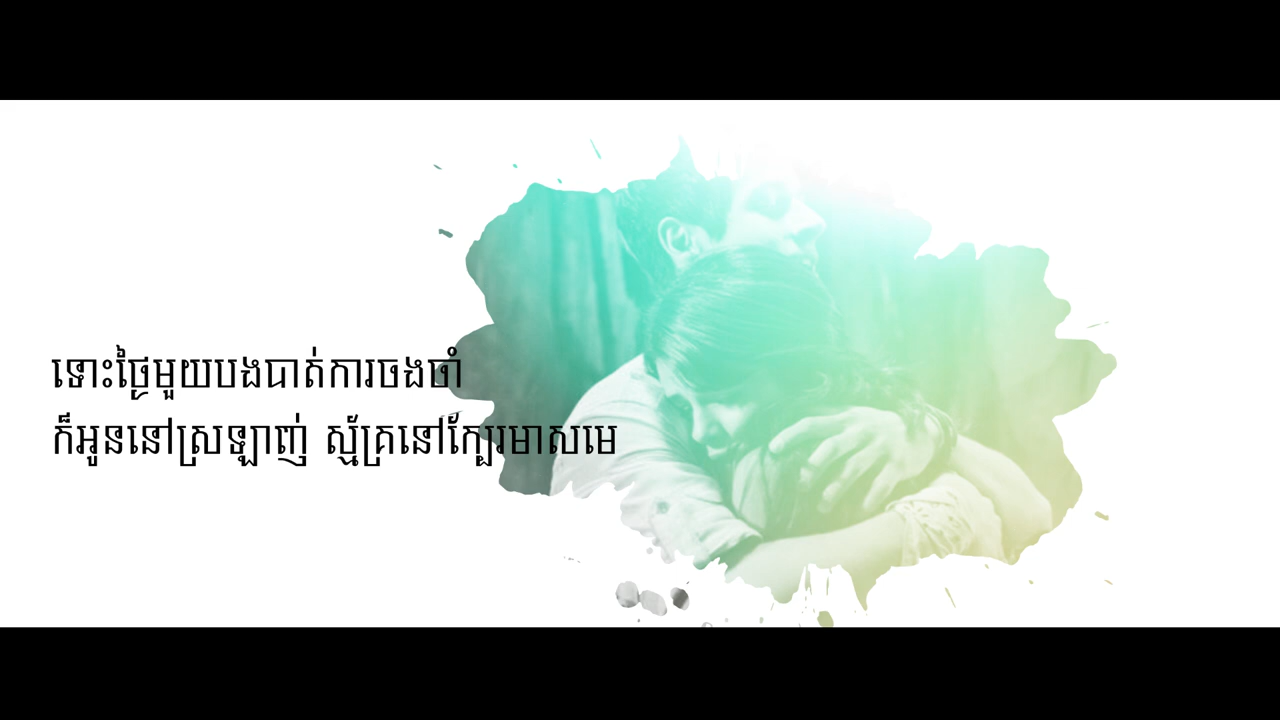 ទោះថ្ងៃមួយបងបាត់ការចងចាំ
ក៏អូននៅស្រឡាញ់ ស្ម័គ្រនៅក្បែរមាសមេ